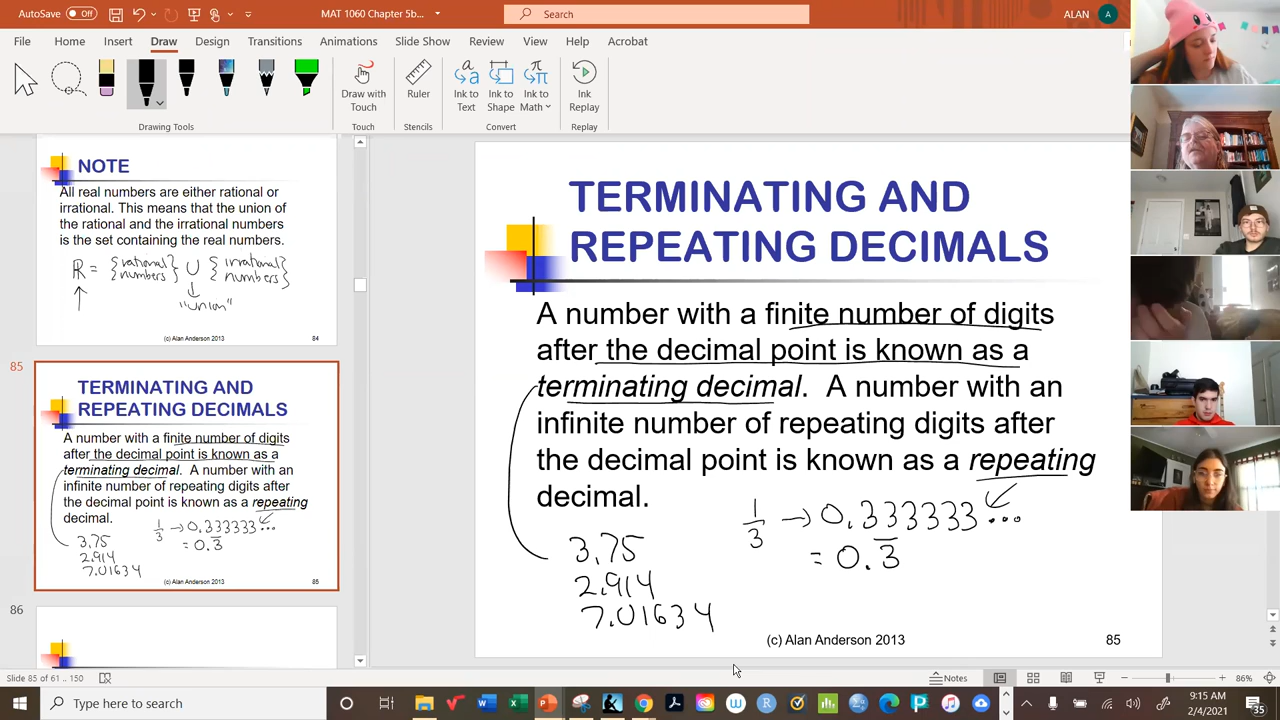 AutoSave Off
MAT 1060 Chapter 5b...
Search
ALAN
A
File Home Insert Draw Design Transitions Animations Slide Show Review View Help Acrobat
Draw with Touch
Ruler
Ink to Text
Ink to Shape
Ink to Math
Ink Replay
Drawing Tools
Touch
Stencils
Convert
Replay
NOTE
All real numbers are either rational or
irrational. This means that the union of
the rational and the irrational numbers
is the set containing the real numbers.
ℝ = {rational numbers} ∪ {irrational numbers}
"union"
(c) Alan Anderson 2013
84
85
TERMINATING AND
REPEATING DECIMALS
A number with a finite number of digits
after the decimal point is known as a
terminating decimal. A number with an
infinite number of repeating digits after
the decimal point is known as a repeating
decimal.
1/3 → 0.333333...
= 0.3̅
3.75
2.914
7.01634
(c) Alan Anderson 2013
85
86
TERMINATING AND
REPEATING DECIMALS
A number with a finite number of digits
after the decimal point is known as a
terminating decimal. A number with an
infinite number of repeating digits after
the decimal point is known as a repeating
decimal.
1/3 → 0.333333...
= 0.3̅
3.75
2.914
7.01634
(c) Alan Anderson 2013
85
Slide 85 of 61 .. 150
Notes
86%
Type here to search
9:15 AM
2/4/2021
35